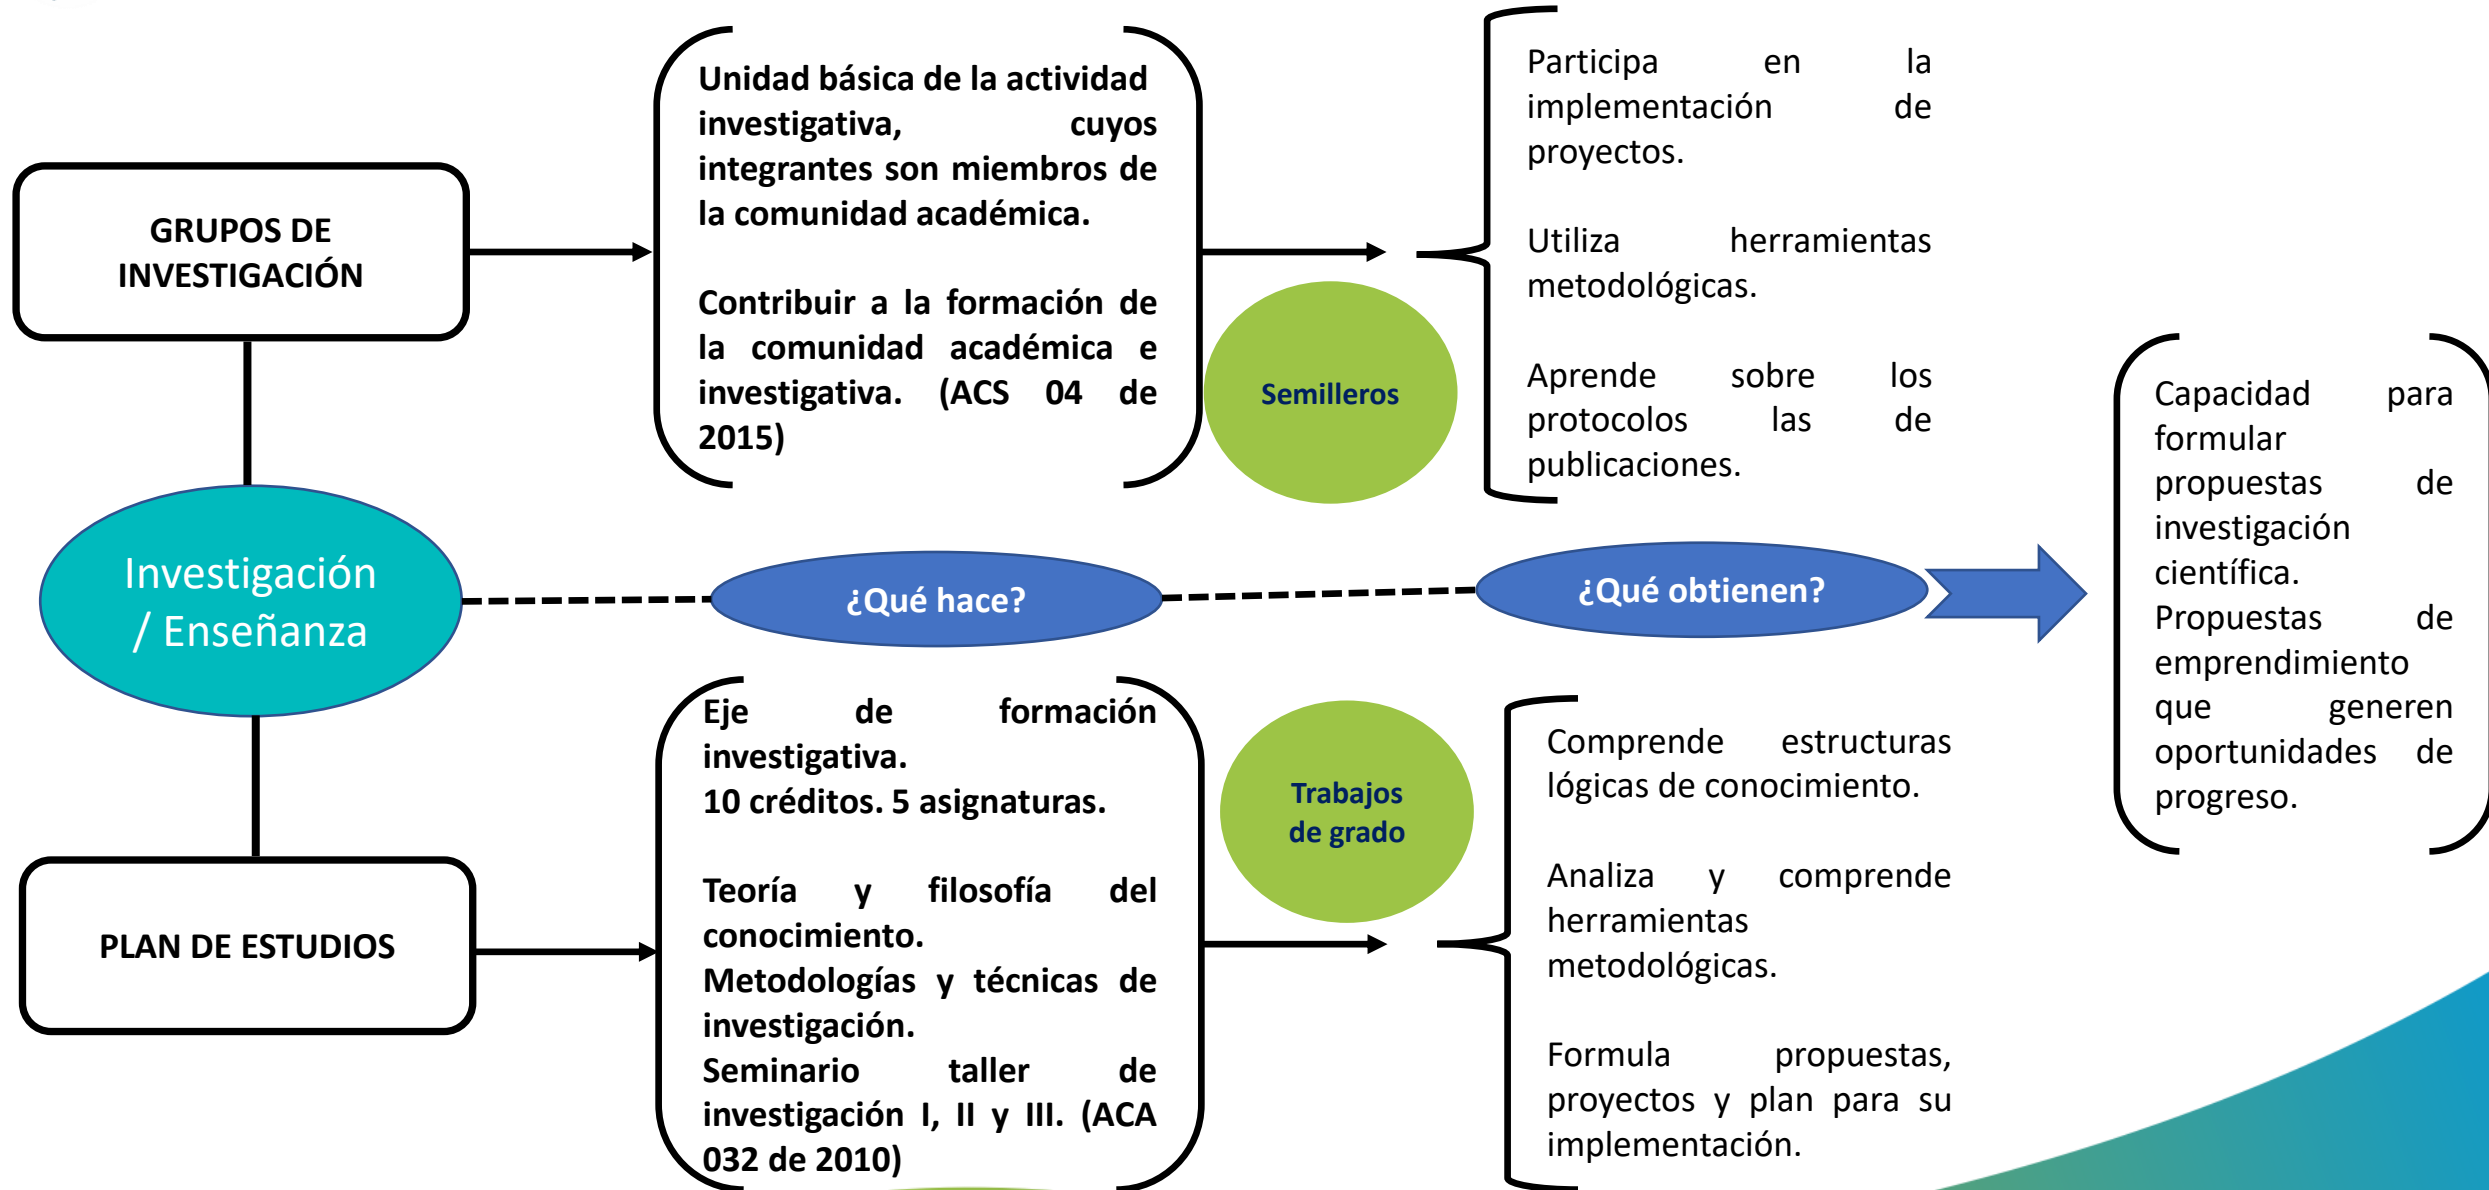 GRUPOS DE
INVESTIGACIÓN
Unidad básica de la actividad
investigativa, cuyos
integrantes son miembros de
la comunidad académica.
Contribuir a la formación de
la comunidad académica e
investigativa. (ACS 04 de
2015)
Semilleros
Participa en la
implementación de
proyectos.
Utiliza herramientas
metodológicas.
Aprende sobre los
protocolos las de
publicaciones.
Investigación
/ Enseñanza
¿Qué hace?
¿Qué obtienen?
Capacidad para
formular
propuestas de
investigación
científica.
Propuestas de
emprendimiento
que generen
oportunidades de
progreso.
PLAN DE ESTUDIOS
Eje de formación
investigativa.
10 créditos. 5 asignaturas.
Teoría y filosofía del
conocimiento.
Metodologías y técnicas de
investigación.
Seminario taller de
investigación I, II y III. (ACA
032 de 2010)
Trabajos
de grado
Comprende estructuras
lógicas de conocimiento.
Analiza y comprende
herramientas
metodológicas.
Formula propuestas,
proyectos y plan para su
implementación.